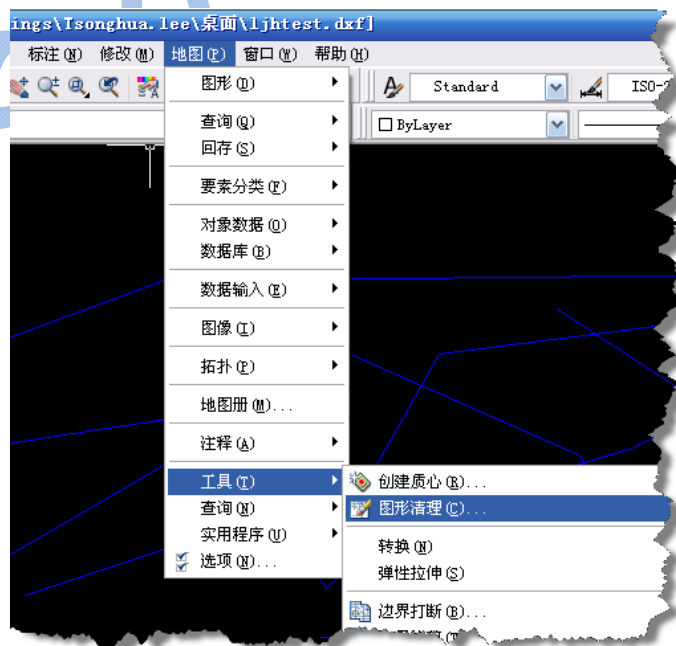 ings\Tsonghua.lee\桌面\ljhtest.dxf]
标注(N) 修改(M) 地图(P) 窗口(W) 帮助(H)
Standard ISO-2
ByLayer
图形(D)
查询(Q)
回存(S)
要素分类(F)
对象数据(O)
数据库(B)
数据输入(E)
图像(I)
拓扑(P)
地图册(M)...
注释(A)
工具(T)
查询(N)
实用程序(U)
选项(N)...
创建质心(R)...
图形清理(C)...
转换(N)
弹性拉伸(S)
边界打断(B)...